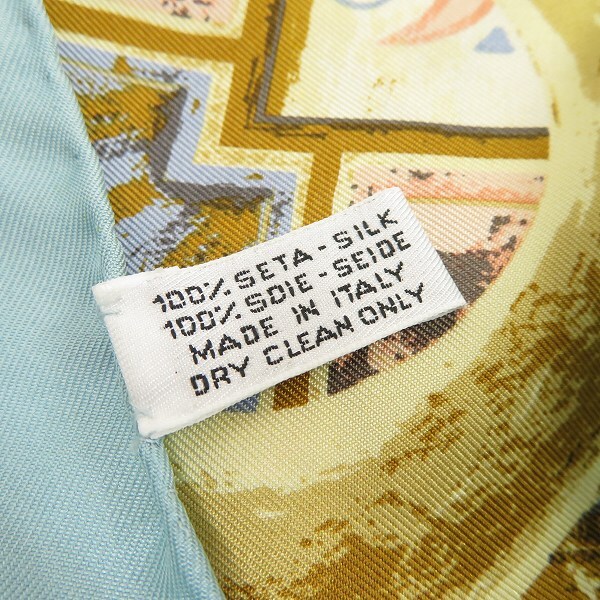 100% SETA - SILK
100% SOIE - SEIDE
MADE IN ITALY
DRY CLEAN ONLY